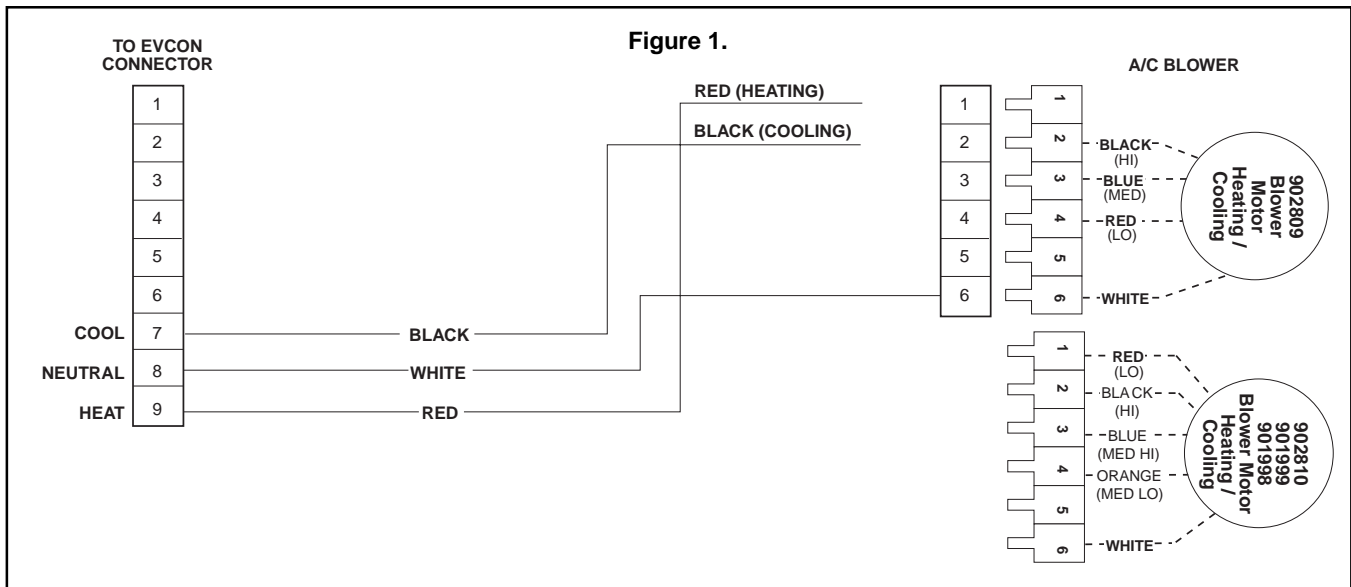 Figure 1.
TO EVCON
CONNECTOR
1
2
3
4
5
6
COOL 7
NEUTRAL 8
HEAT 9
BLACK
WHITE
RED
RED (HEATING)
BLACK (COOLING)
1
2
3
4
5
6
A/C BLOWER
1
2
3
4
5
6
BLACK
(HI)
BLUE
(MED)
RED
(LO)
WHITE
902809
Blower
Motor
Heating /
Cooling
1
2
3
4
5
6
RED
(LO)
BLACK
(HI)
BLUE
(MED HI)
ORANGE
(MED LO)
WHITE
902810
901999
901998
Blower Motor
Heating /
Cooling